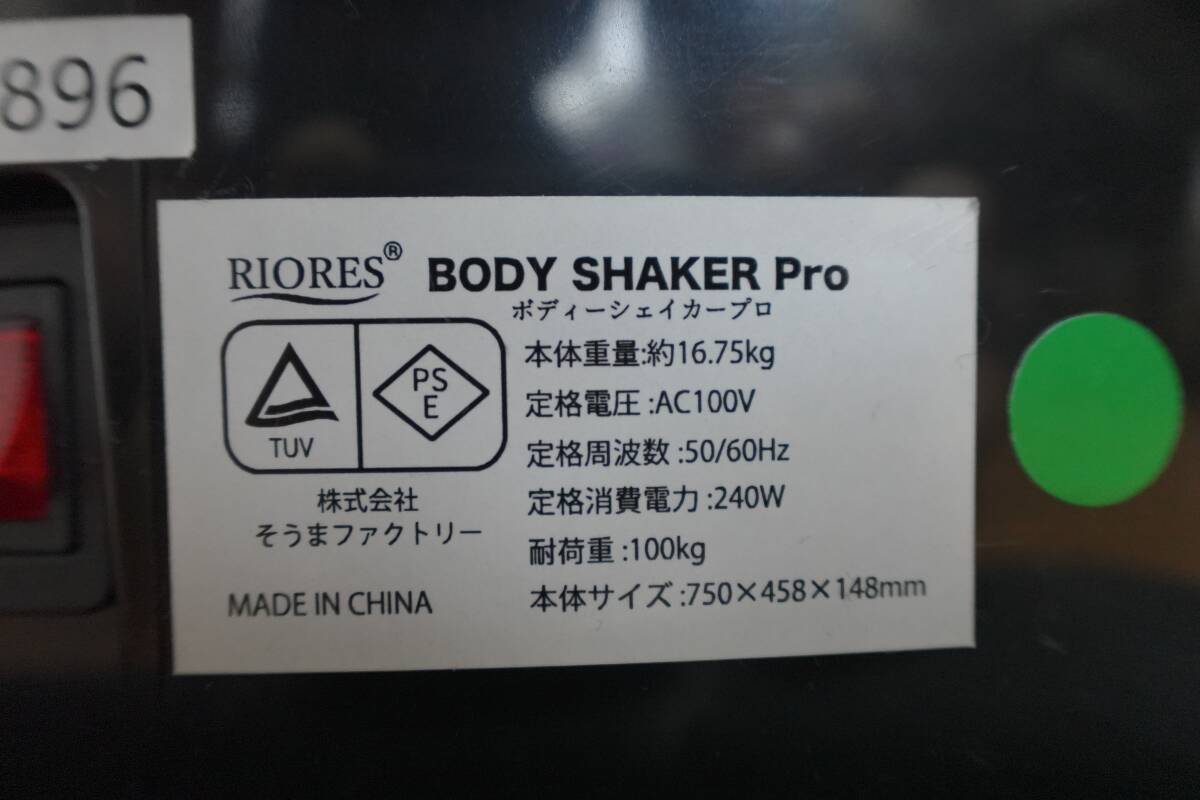 896
RIORES® BODY SHAKER Pro
ボディーシェイカープロ
TUV
PS
E
株式会社
そうまファクトリー
MADE IN CHINA
本体重量:約16.75kg
定格電圧:AC100V
定格周波数:50/60Hz
定格消費電力:240W
耐荷重:100kg
本体サイズ:750×458×148mm